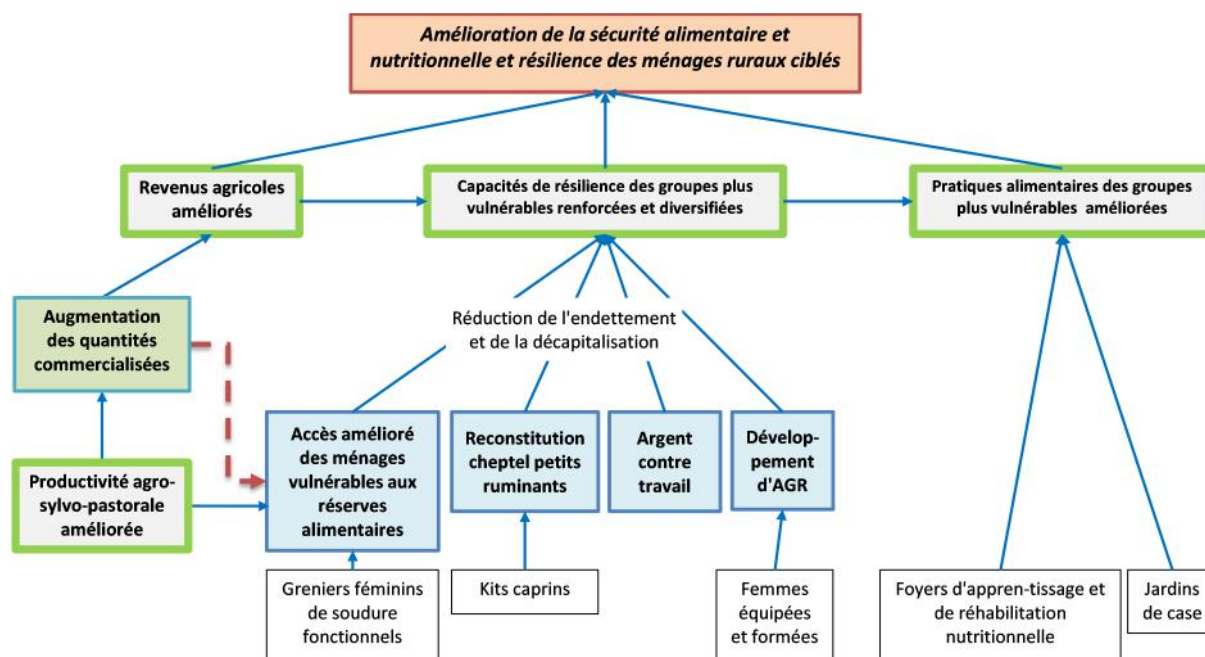 Amélioration de la sécurité alimentaire et
nutritionnelle et résilience des ménages ruraux ciblés
Revenus agricoles
améliorés
Capacités de résilience des groupes plus
vulnérables renforcées et diversifiées
Pratiques alimentaires des groupes
plus vulnérables améliorées
Augmentation
des quantités
commercialisées
Réduction de l'endettement
et de la décapitalisation
Productivité agro-
sylvo-pastorale
améliorée
Accès amélioré
des ménages
vulnérables aux
réserves
alimentaires
Reconstitution
cheptel petits
ruminants
Argent
contre
travail
Dévelop-
pement
d'AGR
Greniers féminins
de soudure
fonctionnels
Kits caprins
Femmes
équipées
et formées
Foyers d'appren-tissage et
de réhabilitation
nutritionnelle
Jardins
de case